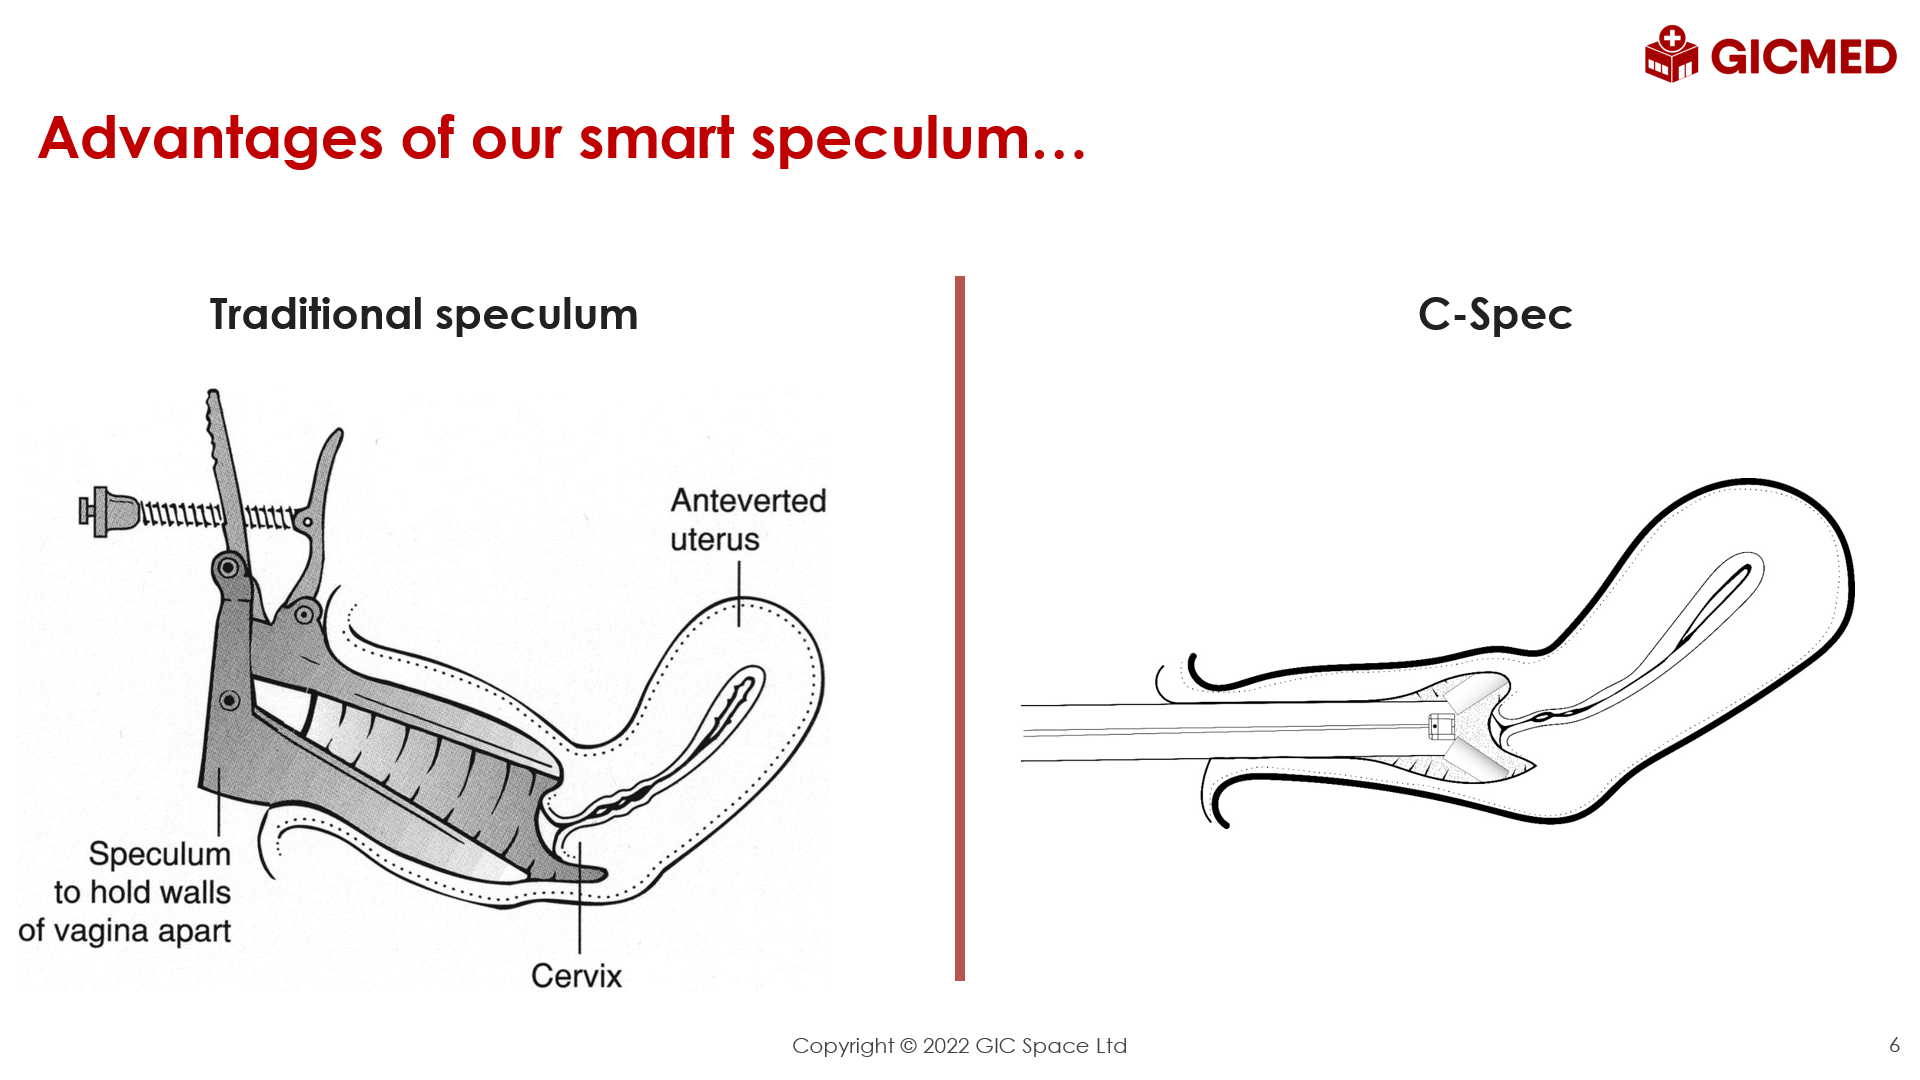 GICMED
Advantages of our smart speculum…
Traditional speculum
Anteverted
uterus
Speculum
to hold walls
of vagina apart
Cervix
C-Spec
Copyright © 2022 GIC Space Ltd
6